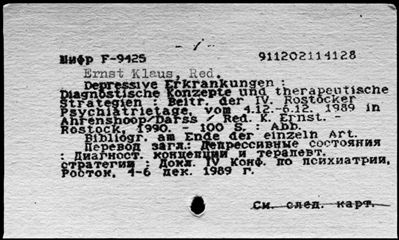 - 1 -
Шифр F-9425 911202114128
Ernst Klaus, Red.
Depressive Erkrankungen :
Diagnostische Konzepte und therapeutische
Strategien : Beitr. der IV. Rostocker
Psychiatrietage, vom 4.12.-6.12. 1989 in
Ahrenshoop/Darss / Red. K. Ernst. -
Rostock, 1990. - 100 S. : Abb.
Bibliogr. am Ende der einzeln Art.
Перевод загл.: Депрессивные состояния
: Диагност. концепции и терапевт.
стратегии : Докл. IV Конф. по психиатрии,
Росток, 4-6 дек. 1989 г.
См. след. карт.